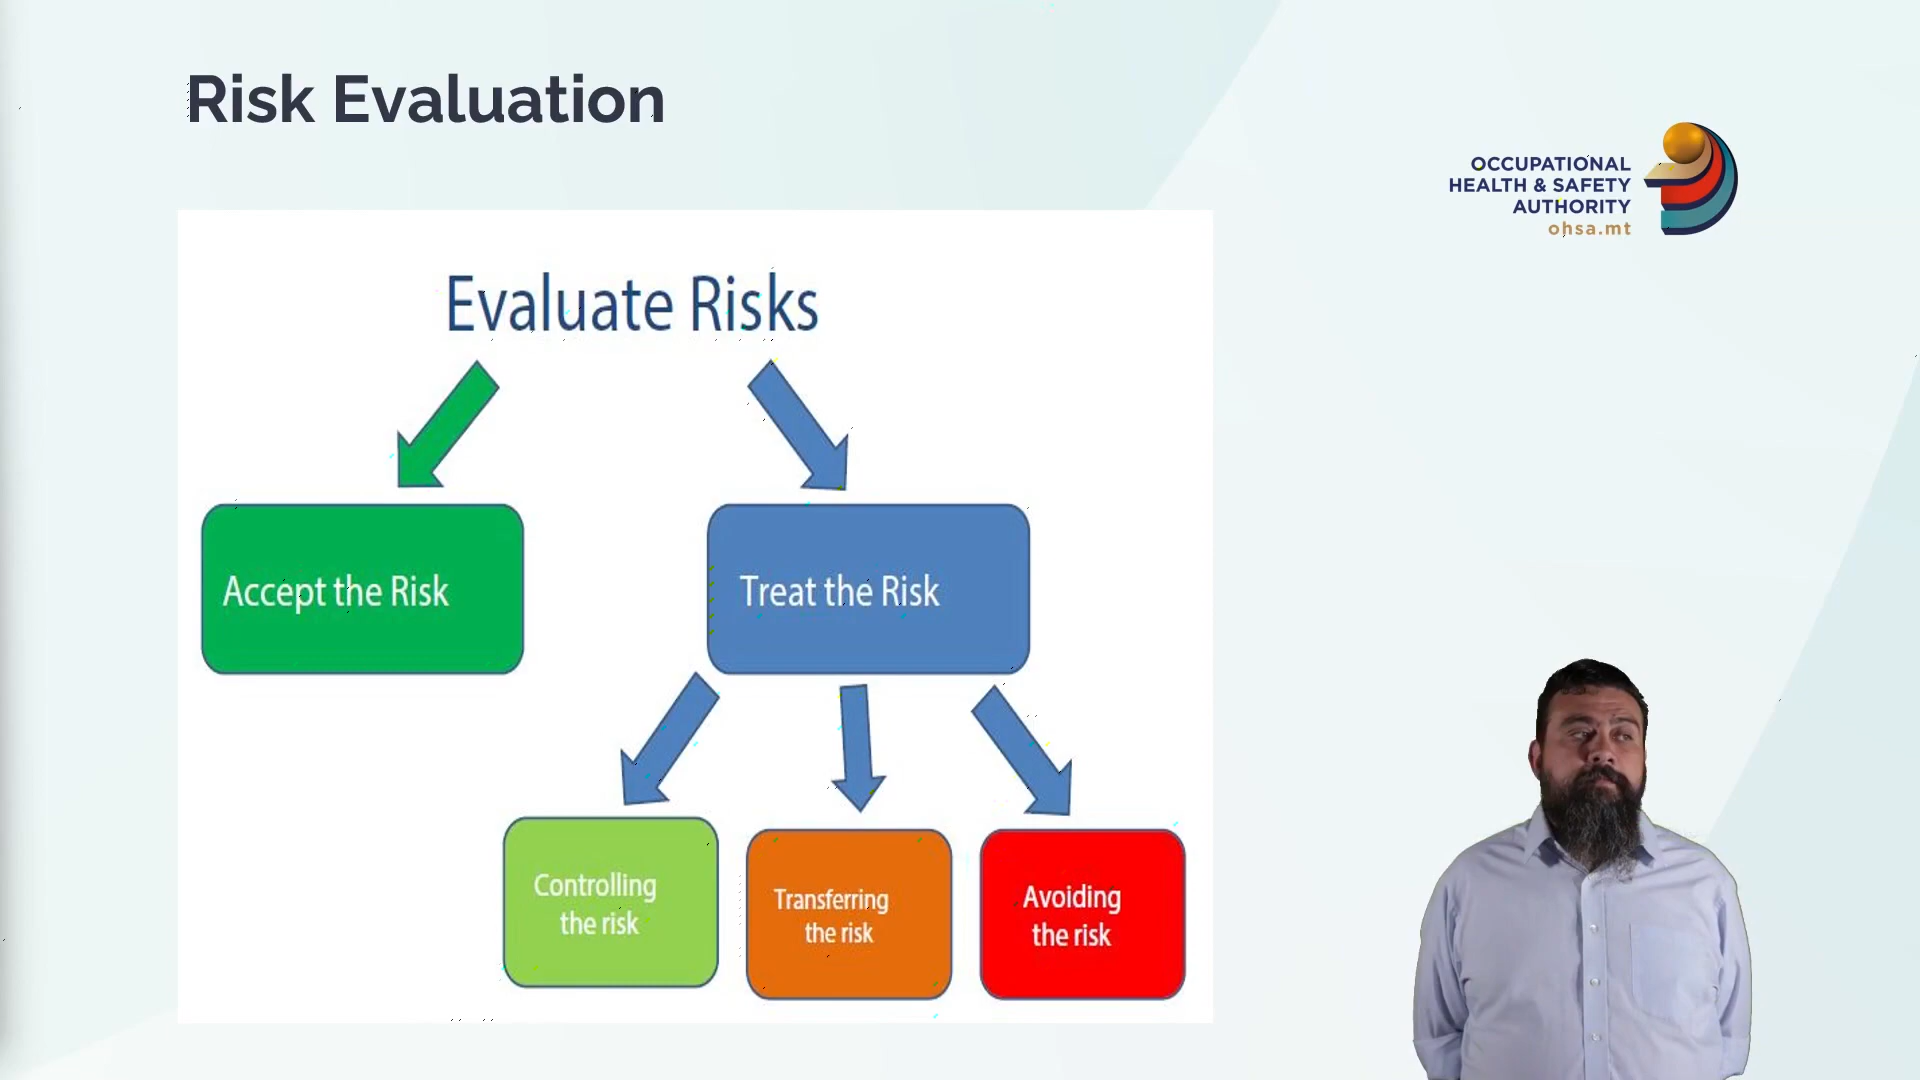 Risk Evaluation
OCCUPATIONAL
HEALTH & SAFETY
AUTHORITY
ohsa.mt
Evaluate Risks
Accept the Risk
Treat the Risk
Controlling
the risk
Transferring
the risk
Avoiding
the risk